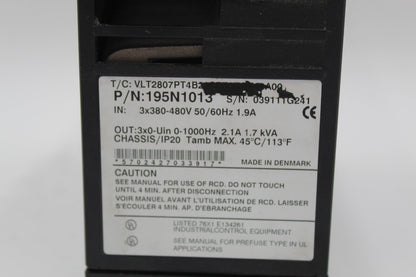 T/C: VLT2807PT4B2
P/N:195N1013 S/N: 039111G241
IN: 3x380-480V 50/60Hz 1.9A
CE
OUT:3x0-Uin 0-1000Hz 2.1A 1.7 kVA
CHASSIS/IP20 Tamb MAX. 45°C/113°F
*5702427033917*
MADE IN DENMARK
CAUTION
SEE MANUAL FOR USE OF RCD. DO NOT TOUCH
UNTIL 4 MIN. AFTER DISCONNECTION
VOIR MANUEL AVANT L'UTILISATION DE RCD. LAISSER
S'ECOULER 4 MIN. AP D'EBRANCHAGE
LISTED 76X1 E134261
INDUSTRIALCONTROL EQUIPMENT
SEE MANUAL FOR PREFUSE TYPE IN UL
APPLICATIONS